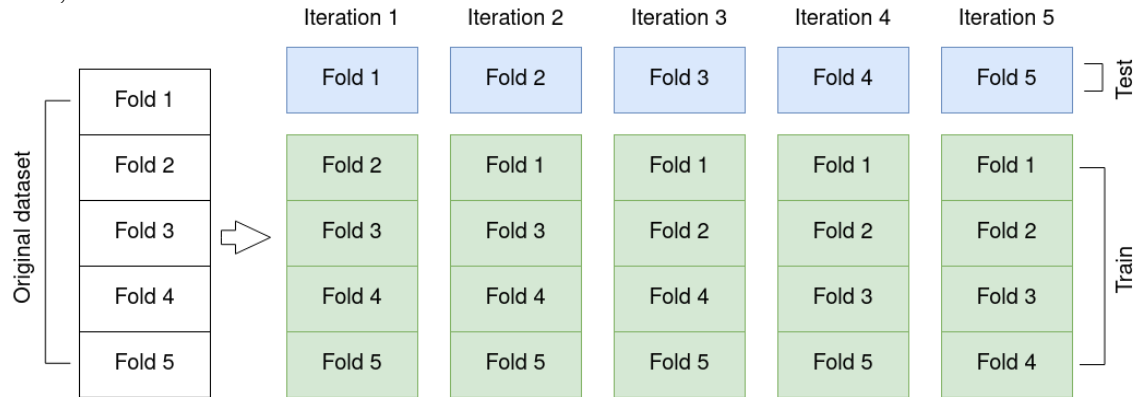 Iteration 1 Iteration 2 Iteration 3 Iteration 4 Iteration 5
Fold 1 Fold 2 Fold 3 Fold 4 Fold 5
Test
Original dataset
Fold 1
Fold 2
Fold 3
Fold 4
Fold 5
Fold 2 Fold 1 Fold 1 Fold 1 Fold 1
Fold 3 Fold 3 Fold 2 Fold 2 Fold 2
Fold 4 Fold 4 Fold 4 Fold 3 Fold 3
Fold 5 Fold 5 Fold 5 Fold 5 Fold 4
Train